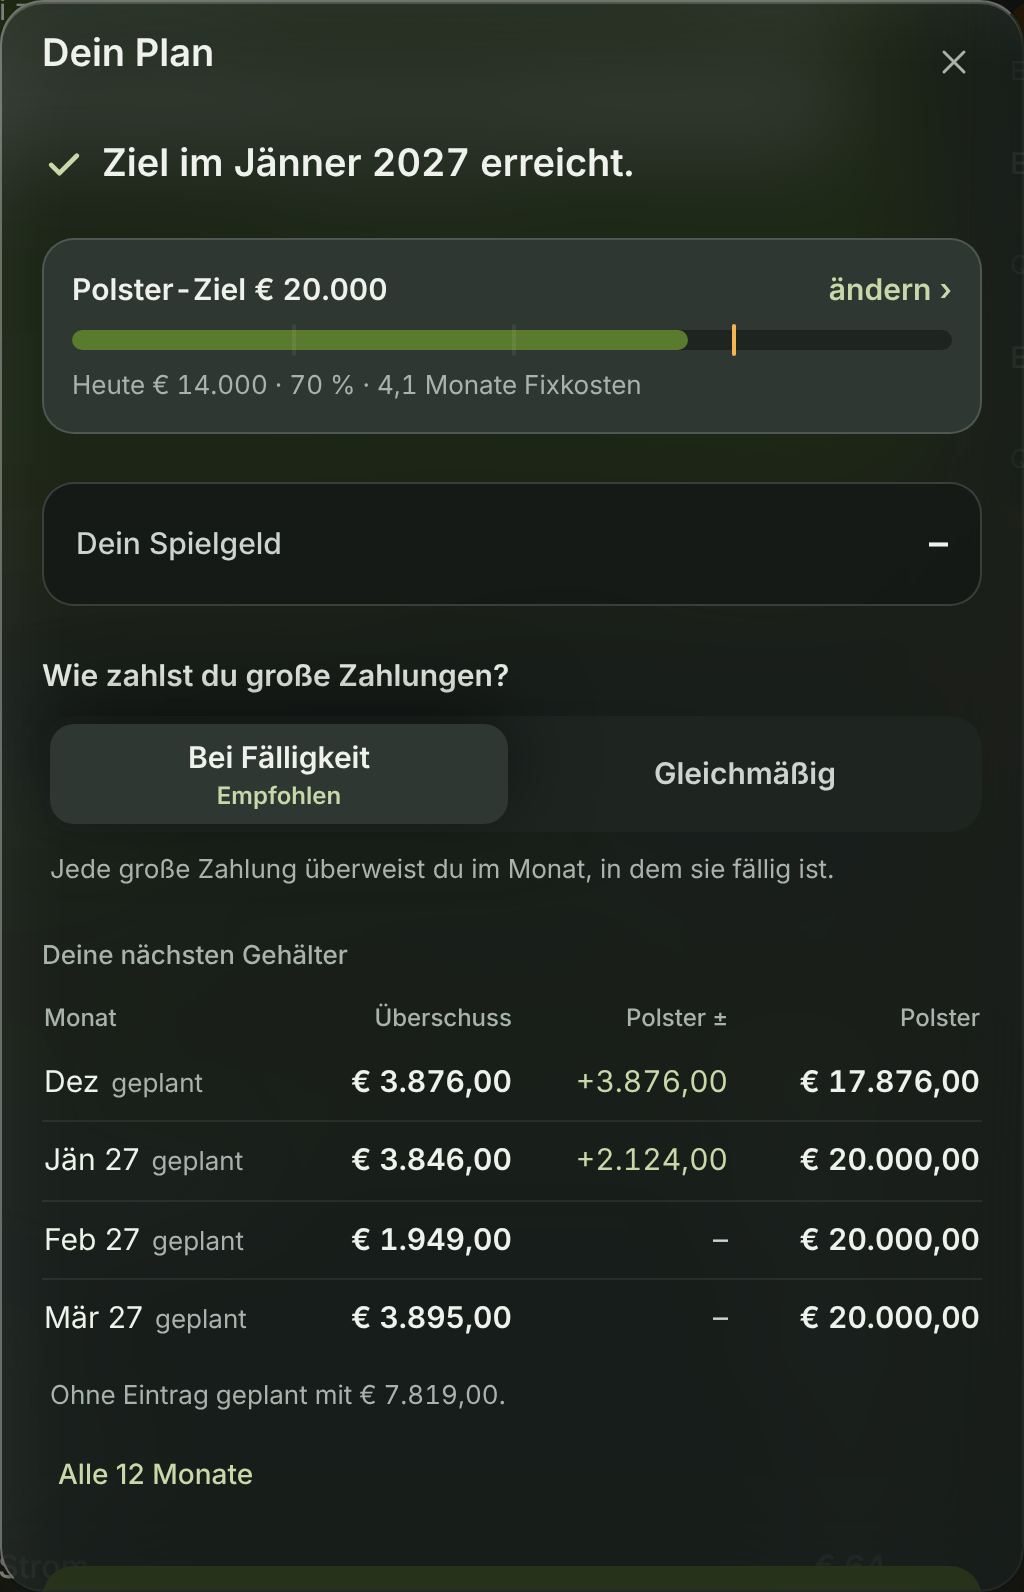 Dein Plan
Ziel im Jänner 2027 erreicht.
Polster-Ziel € 20.000 ändern ›
Heute € 14.000 · 70 % · 4,1 Monate Fixkosten
Dein Spielgeld –
Wie zahlst du große Zahlungen?
Bei Fälligkeit
Empfohlen
Gleichmäßig
Jede große Zahlung überweist du im Monat, in dem sie fällig ist.
Deine nächsten Gehälter
Monat Überschuss Polster ± Polster
Dez geplant € 3.876,00 +3.876,00 € 17.876,00
Jän 27 geplant € 3.846,00 +2.124,00 € 20.000,00
Feb 27 geplant € 1.949,00 – € 20.000,00
Mär 27 geplant € 3.895,00 – € 20.000,00
Ohne Eintrag geplant mit € 7.819,00.
Alle 12 Monate
Strom € 64